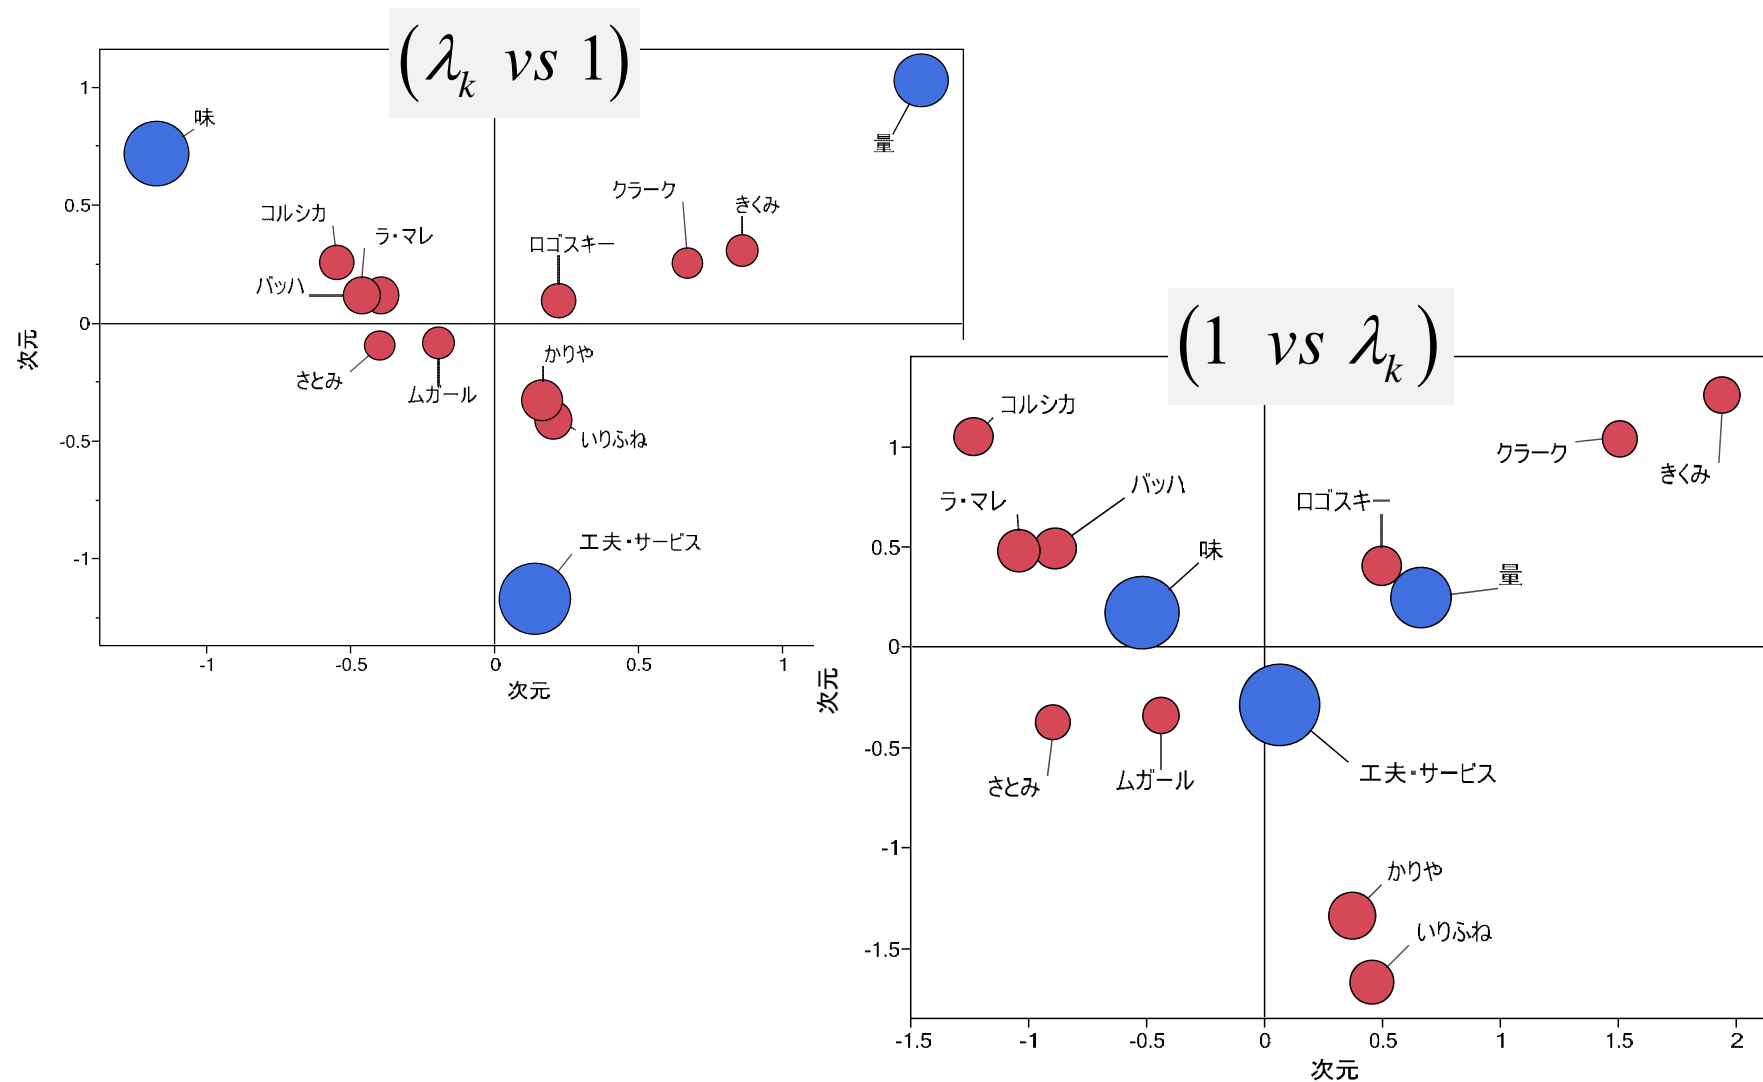 (λk vs 1)
1
味
量
0.5
クラーク
きくみ
コルシカ
ラ・マレ
ロゴスキー
バッハ
0
次元
かりや
さとみ
ムガール
-0.5
いりふね
工夫・サービス
-1
-1
-0.5
0
0.5
1
次元
(1 vs λk)
コルシカ
1
クラーク
きくみ
バッハ
ラ・マレ
ロゴスキー
0.5
味
量
0
次元
-0.5
さとみ
ムガール
工夫・サービス
-1
かりや
いりふね
-1.5
-1.5
-1
-0.5
0
0.5
1
1.5
2
次元